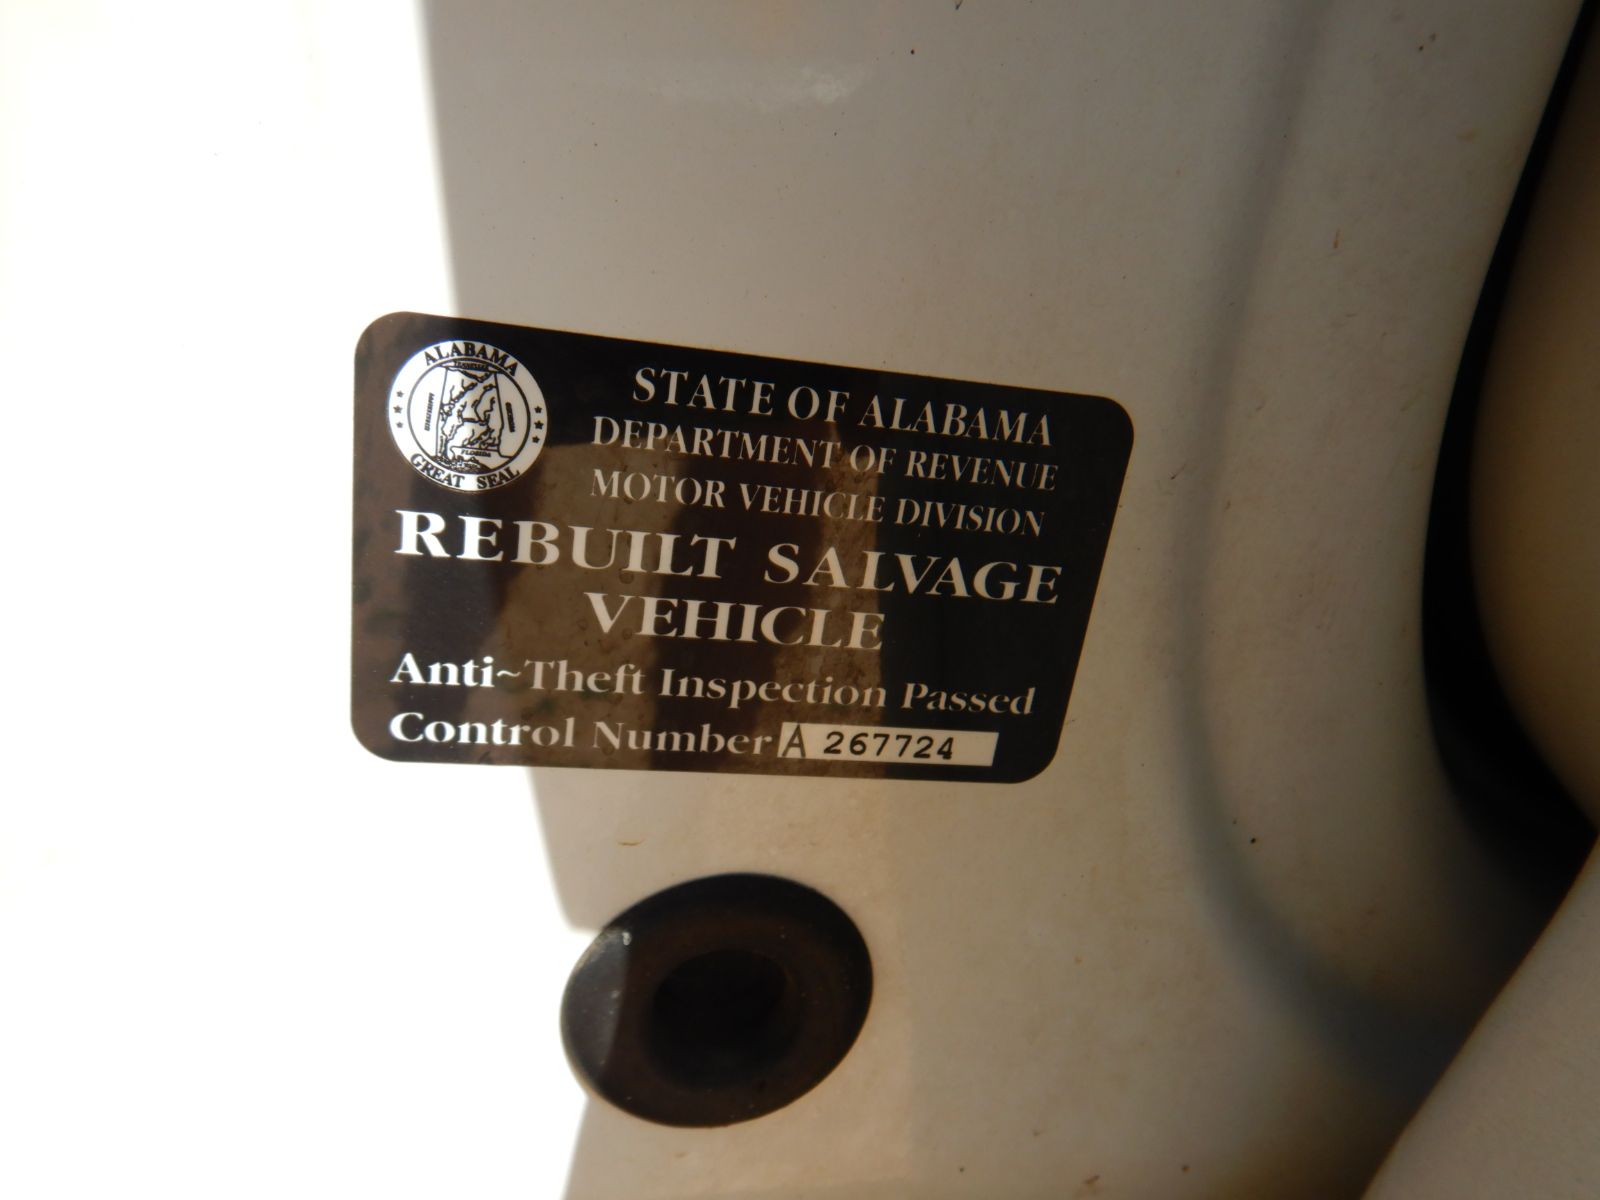 ALABAMA
FLORIDA
GREAT SEAL
STATE OF ALABAMA
DEPARTMENT OF REVENUE
MOTOR VEHICLE DIVISION
REBUILT SALVAGE
VEHICLE
Anti~Theft Inspection Passed
Control Number A 267724